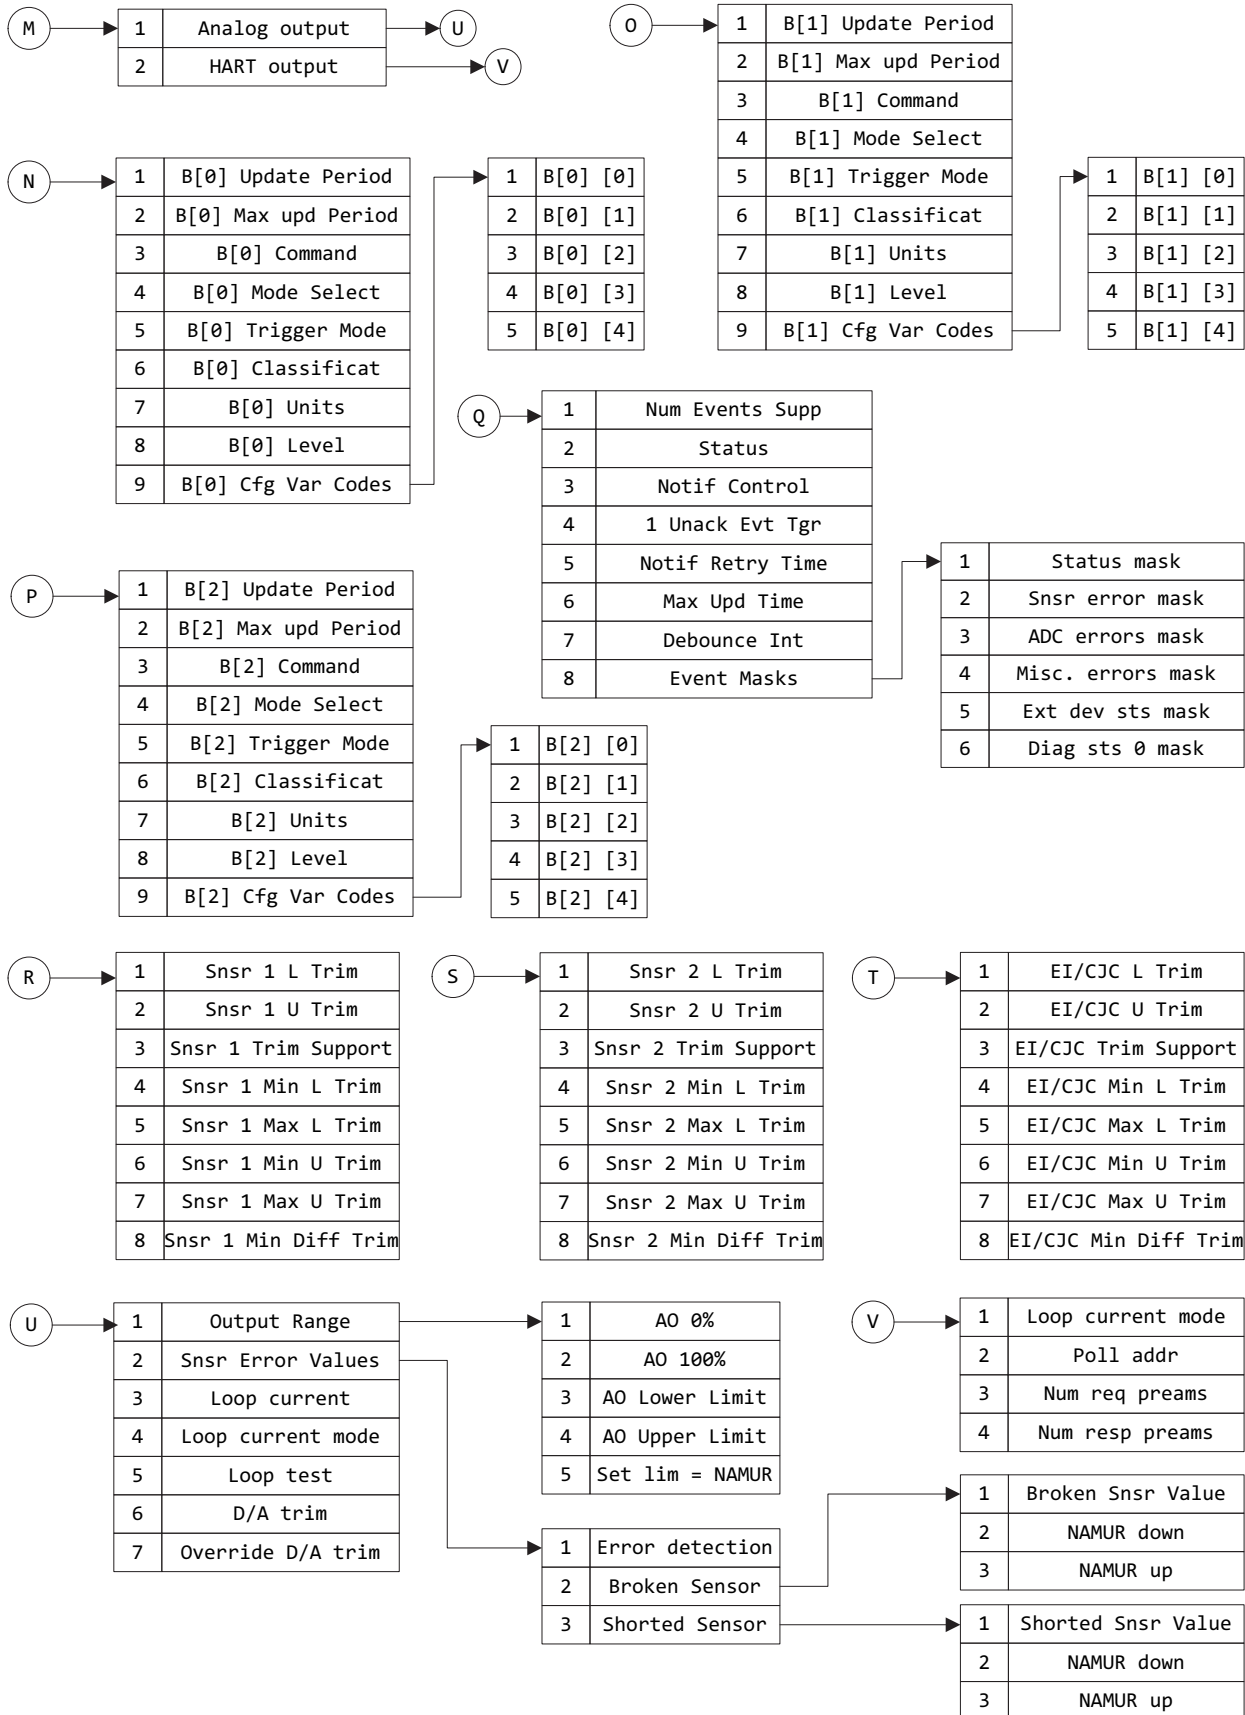 M
1 Analog output U
2 HART output V
O
1 B[1] Update Period
2 B[1] Max upd Period
3 B[1] Command
4 B[1] Mode Select
5 B[1] Trigger Mode
6 B[1] Classificat
7 B[1] Units
8 B[1] Level
9 B[1] Cfg Var Codes
1 B[1] [0]
2 B[1] [1]
3 B[1] [2]
4 B[1] [3]
5 B[1] [4]
N
1 B[0] Update Period
2 B[0] Max upd Period
3 B[0] Command
4 B[0] Mode Select
5 B[0] Trigger Mode
6 B[0] Classificat
7 B[0] Units
8 B[0] Level
9 B[0] Cfg Var Codes
1 B[0] [0]
2 B[0] [1]
3 B[0] [2]
4 B[0] [3]
5 B[0] [4]
Q
1 Num Events Supp
2 Status
3 Notif Control
4 1 Unack Evt Tgr
5 Notif Retry Time
6 Max Upd Time
7 Debounce Int
8 Event Masks
1 Status mask
2 Snsr error mask
3 ADC errors mask
4 Misc. errors mask
5 Ext dev sts mask
6 Diag sts 0 mask
P
1 B[2] Update Period
2 B[2] Max upd Period
3 B[2] Command
4 B[2] Mode Select
5 B[2] Trigger Mode
6 B[2] Classificat
7 B[2] Units
8 B[2] Level
9 B[2] Cfg Var Codes
1 B[2] [0]
2 B[2] [1]
3 B[2] [2]
4 B[2] [3]
5 B[2] [4]
R
1 Snsr 1 L Trim
2 Snsr 1 U Trim
3 Snsr 1 Trim Support
4 Snsr 1 Min L Trim
5 Snsr 1 Max L Trim
6 Snsr 1 Min U Trim
7 Snsr 1 Max U Trim
8 Snsr 1 Min Diff Trim
S
1 Snsr 2 L Trim
2 Snsr 2 U Trim
3 Snsr 2 Trim Support
4 Snsr 2 Min L Trim
5 Snsr 2 Max L Trim
6 Snsr 2 Min U Trim
7 Snsr 2 Max U Trim
8 Snsr 2 Min Diff Trim
T
1 EI/CJC L Trim
2 EI/CJC U Trim
3 EI/CJC Trim Support
4 EI/CJC Min L Trim
5 EI/CJC Max L Trim
6 EI/CJC Min U Trim
7 EI/CJC Max U Trim
8 EI/CJC Min Diff Trim
U
1 Output Range
2 Snsr Error Values
3 Loop current
4 Loop current mode
5 Loop test
6 D/A trim
7 Override D/A trim
1 AO 0%
2 AO 100%
3 AO Lower Limit
4 AO Upper Limit
5 Set lim = NAMUR
1 Error detection
2 Broken Sensor
3 Shorted Sensor
V
1 Loop current mode
2 Poll addr
3 Num req preams
4 Num resp preams
1 Broken Snsr Value
2 NAMUR down
3 NAMUR up
1 Shorted Snsr Value
2 NAMUR down
3 NAMUR up